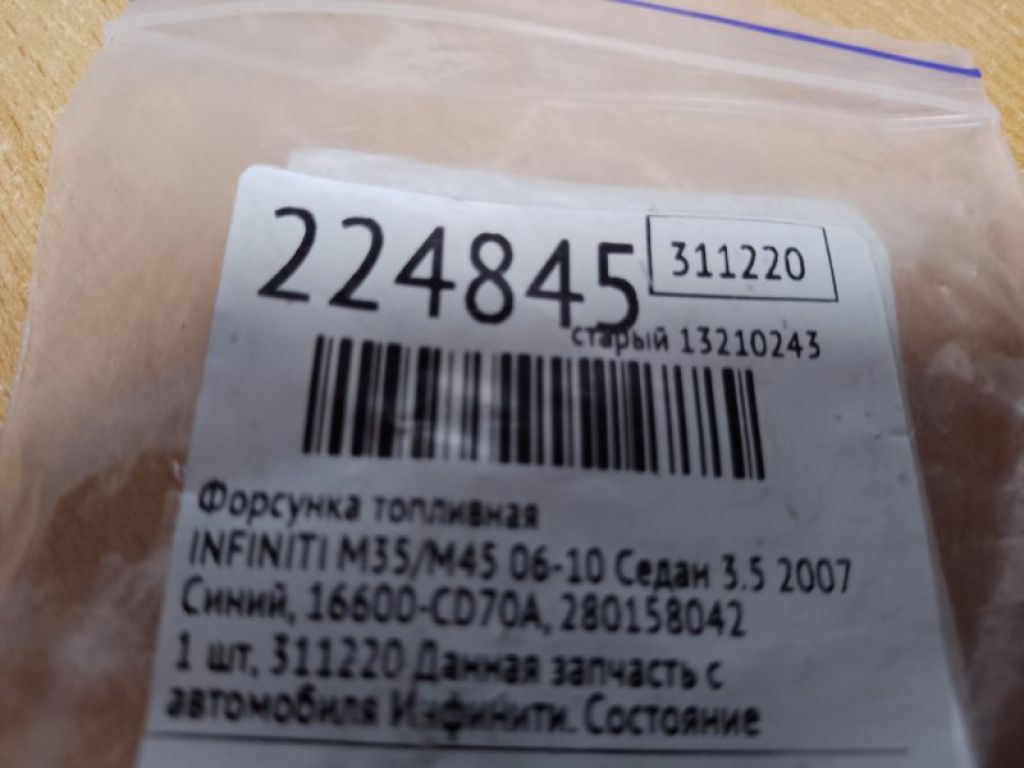 224845 311220
старый 13210243
Форсунка топливная
INFINITI M35/M45 06-10 Седан 3.5 2007
Синий, 16600-CD70A, 280158042
1 шт, 311220 Данная запчасть с
автомобиля Инфинити. Состояние